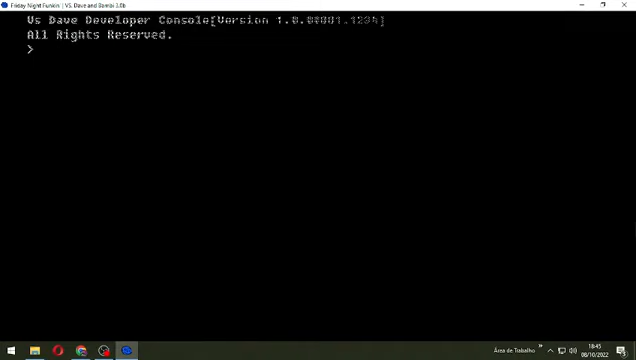 Friday Night Funkin' | VS. Dave and Bambi 3.0b
Vs Dave Developer Console[Version 1.0.00001.1234]
All Rights Reserved.
>
Área de Trabalho
18:45
08/10/2022